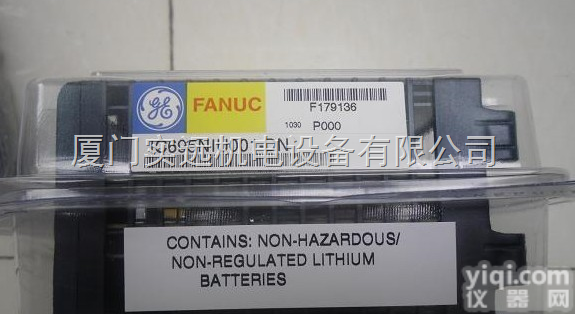 GE FANUC
F179136
1030 P000
厦门实远机电设备有限公司
CONTAINS: NON-HAZARDOUS/
NON-REGULATED LITHIUM
BATTERIES
yiqi.com
仪器网